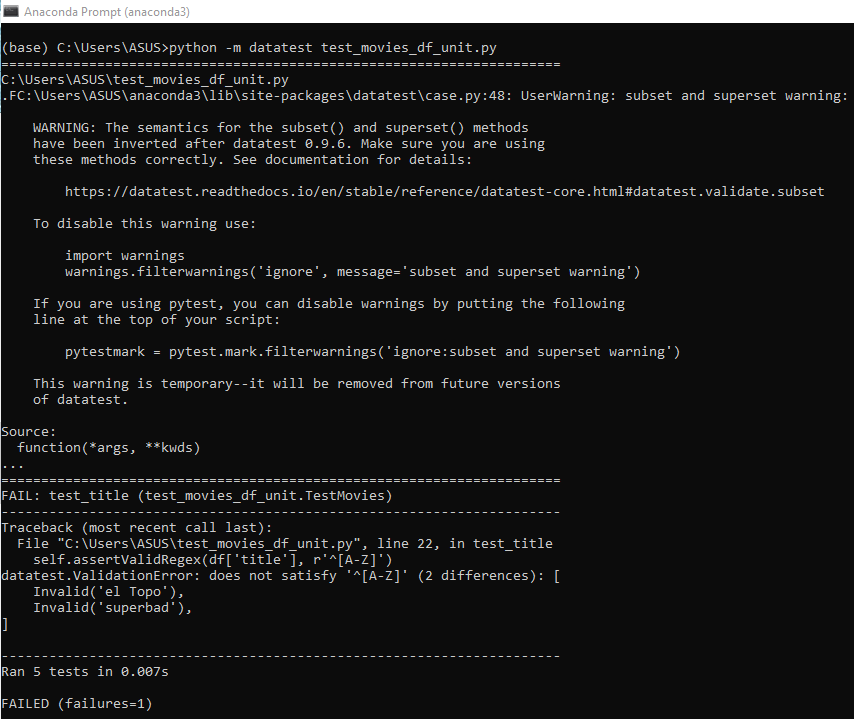 Anaconda Prompt (anaconda3)
(base) C:\Users\ASUS>python -m datatest test_movies_df_unit.py
======================================================================
C:\Users\ASUS\test_movies_df_unit.py
.FC:\Users\ASUS\anaconda3\lib\site-packages\datatest\case.py:48: UserWarning: subset and superset warning:
    WARNING: The semantics for the subset() and superset() methods
    have been inverted after datatest 0.9.6. Make sure you are using
    these methods correctly. See documentation for details:
        https://datatest.readthedocs.io/en/stable/reference/datatest-core.html#datatest.validate.subset
    To disable this warning use:
        import warnings
        warnings.filterwarnings('ignore', message='subset and superset warning')
    If you are using pytest, you can disable warnings by putting the following
    line at the top of your script:
        pytestmark = pytest.mark.filterwarnings('ignore:subset and superset warning')
    This warning is temporary--it will be removed from future versions
    of datatest.
Source:
  function(*args, **kwds)
...
======================================================================
FAIL: test_title (test_movies_df_unit.TestMovies)
----------------------------------------------------------------------
Traceback (most recent call last):
  File "C:\Users\ASUS\test_movies_df_unit.py", line 22, in test_title
    self.assertValidRegex(df['title'], r'^[A-Z]')
datatest.ValidationError: does not satisfy '^[A-Z]' (2 differences): [
    Invalid('el Topo'),
    Invalid('superbad'),
]
----------------------------------------------------------------------
Ran 5 tests in 0.007s
FAILED (failures=1)